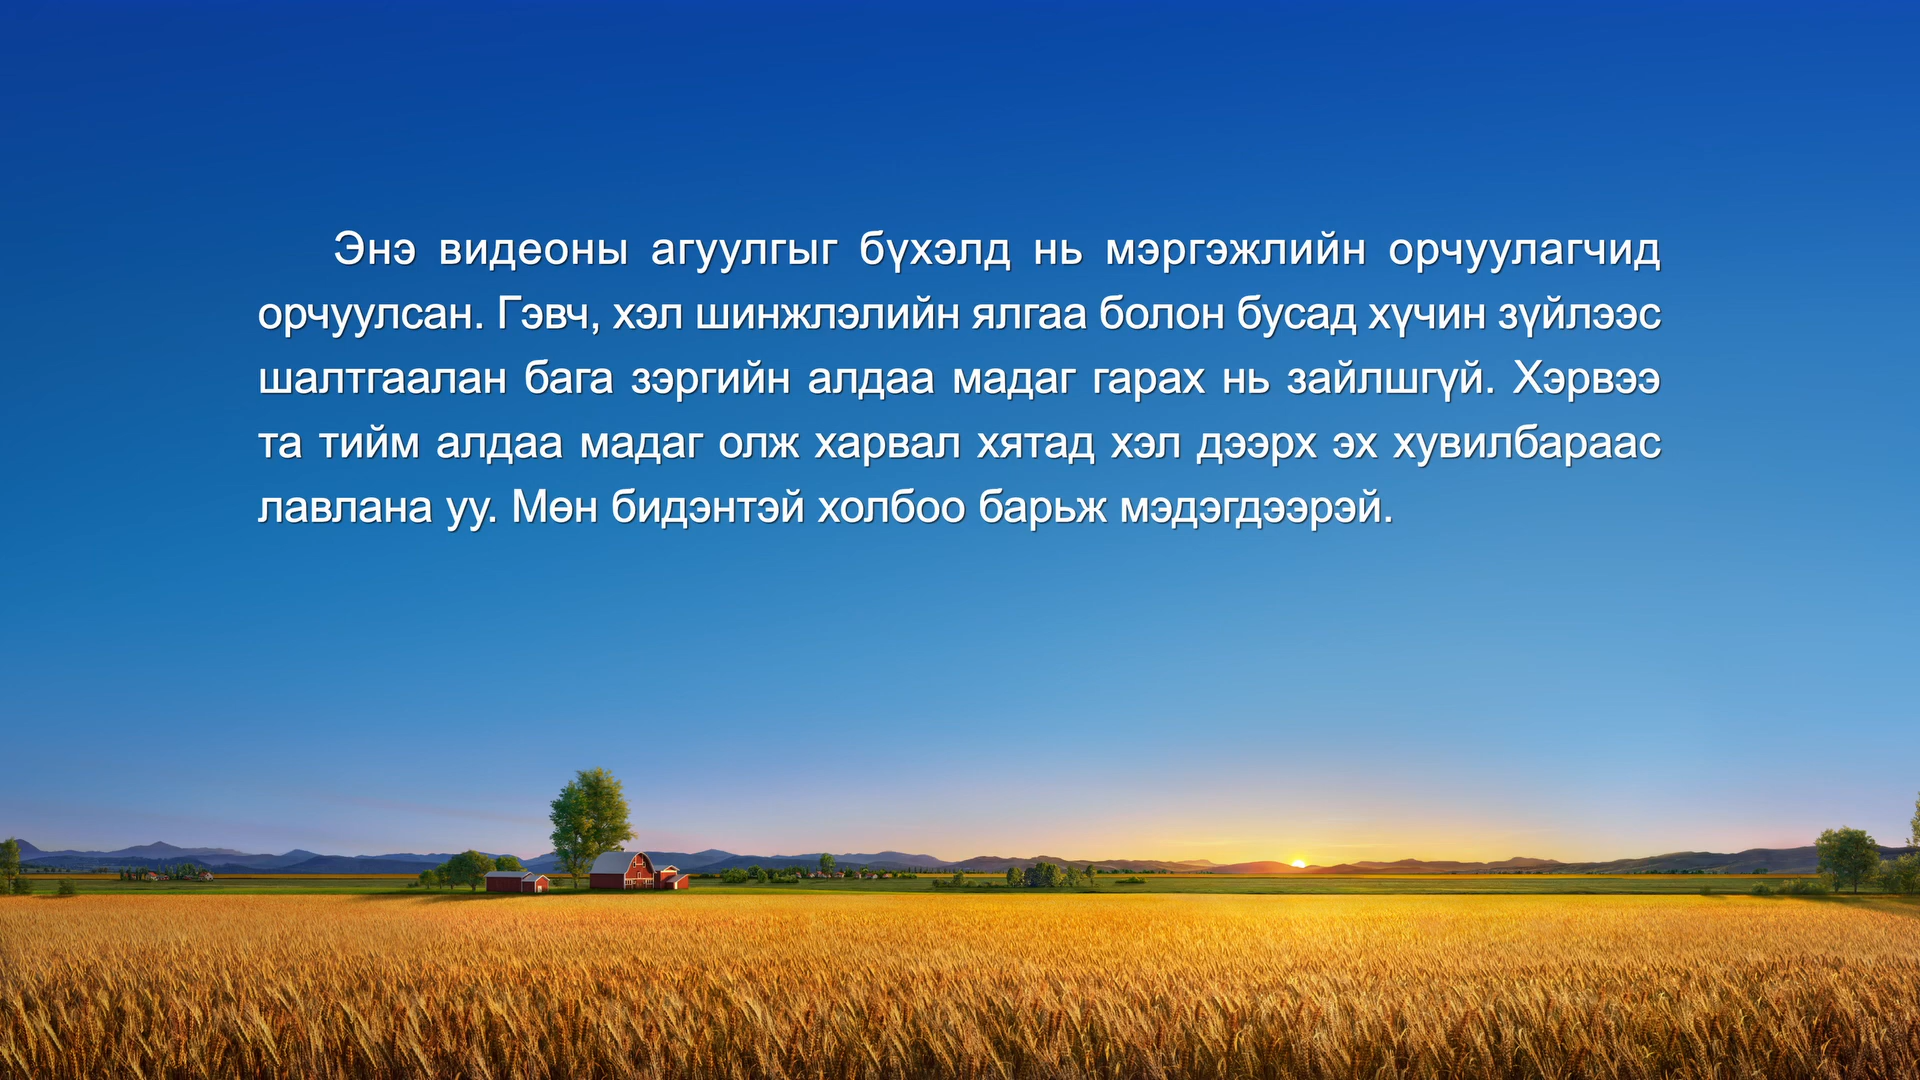 Энэ видеоны агуулгыг бүхэлд нь мэргэжлийн орчуулагчид
орчуулсан. Гэвч, хэл шинжлэлийн ялгаа болон бусад хүчин зүйлээс
шалтгаалан бага зэргийн алдаа мадаг гарах нь зайлшгүй. Хэрвээ
та тийм алдаа мадаг олж харвал хятад хэл дээрх эх хувилбараас
лавлана уу. Мөн бидэнтэй холбоо барьж мэдэгдээрэй.